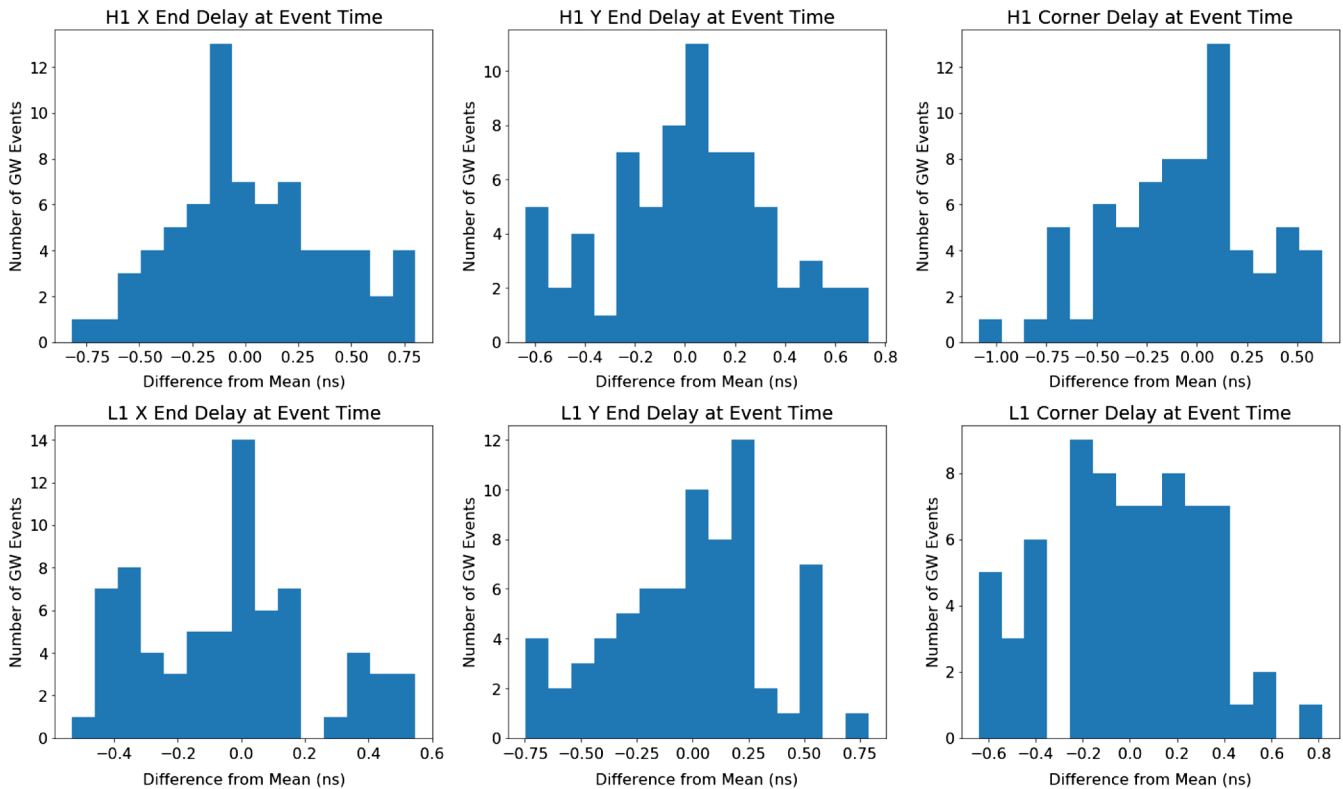 H1 X End Delay at Event Time
Number of GW Events
12
10
8
6
4
2
0
−0.75 −0.50 −0.25 0.00 0.25 0.50 0.75
Difference from Mean (ns)
H1 Y End Delay at Event Time
Number of GW Events
10
8
6
4
2
0
−0.6 −0.4 −0.2 0.0 0.2 0.4 0.6 0.8
Difference from Mean (ns)
H1 Corner Delay at Event Time
Number of GW Events
12
10
8
6
4
2
0
−1.00 −0.75 −0.50 −0.25 0.00 0.25 0.50
Difference from Mean (ns)
L1 X End Delay at Event Time
Number of GW Events
14
12
10
8
6
4
2
0
−0.4 −0.2 0.0 0.2 0.4 0.6
Difference from Mean (ns)
L1 Y End Delay at Event Time
Number of GW Events
12
10
8
6
4
2
0
−0.75 −0.50 −0.25 0.00 0.25 0.50 0.75
Difference from Mean (ns)
L1 Corner Delay at Event Time
Number of GW Events
8
6
4
2
0
−0.6 −0.4 −0.2 0.0 0.2 0.4 0.6 0.8
Difference from Mean (ns)